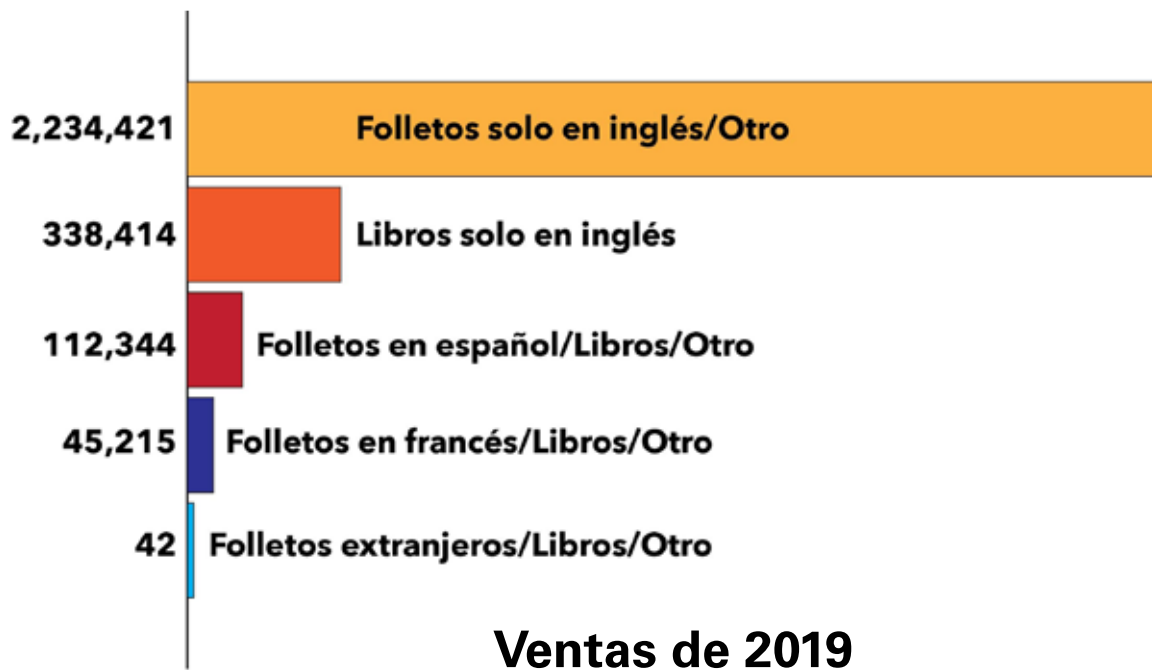 2,234,421 Folletos solo en inglés/Otro
338,414 Libros solo en inglés
112,344 Folletos en español/Libros/Otro
45,215 Folletos en francés/Libros/Otro
42 Folletos extranjeros/Libros/Otro
Ventas de 2019